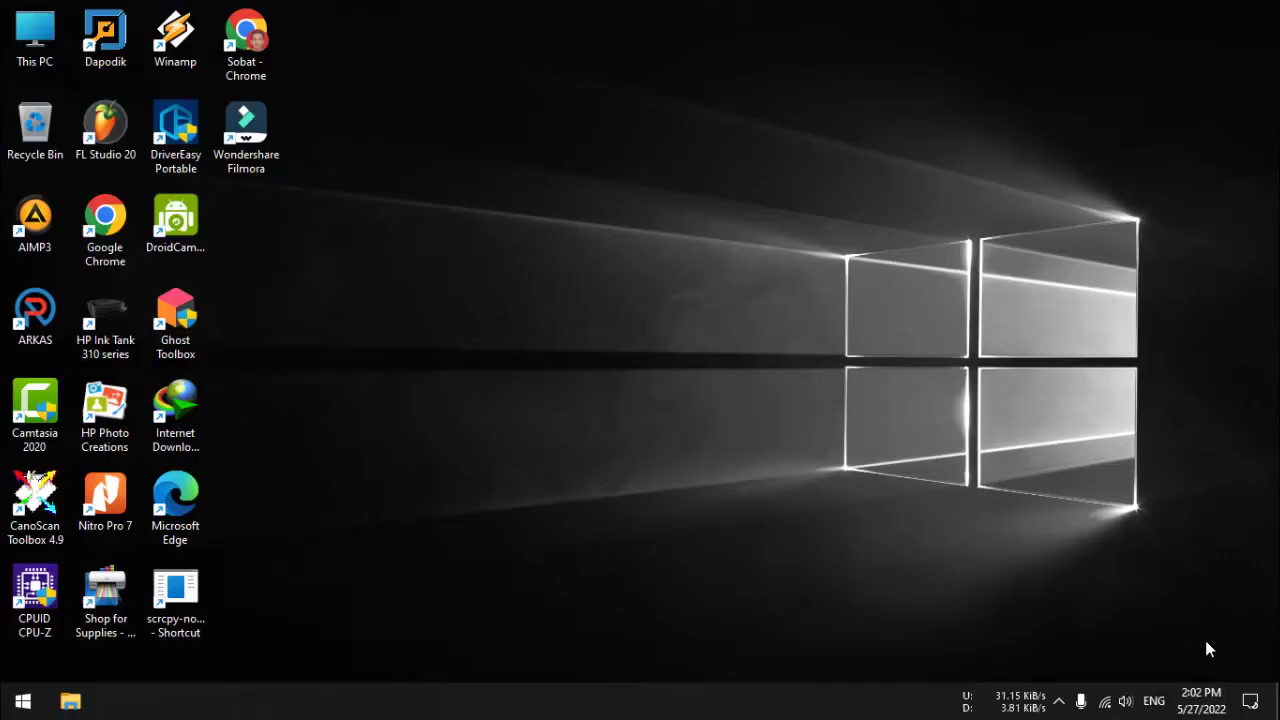 This PC
Dapodik
Winamp
Sobat -
Chrome
Recycle Bin
FL Studio 20
DriverEasy
Portable
Wondershare
Filmora
AIMP3
Google
Chrome
DroidCam...
ARKAS
HP Ink Tank
310 series
Ghost
Toolbox
Camtasia
2020
HP Photo
Creations
Internet
Downlo...
CanoScan
Toolbox 4.9
Nitro Pro 7
Microsoft
Edge
CPUID
CPU-Z
Shop for
Supplies - ...
scrcpy-no...
- Shortcut
U: 31.15 KiB/s
D: 3.81 KiB/s
ENG
2:02 PM
5/27/2022